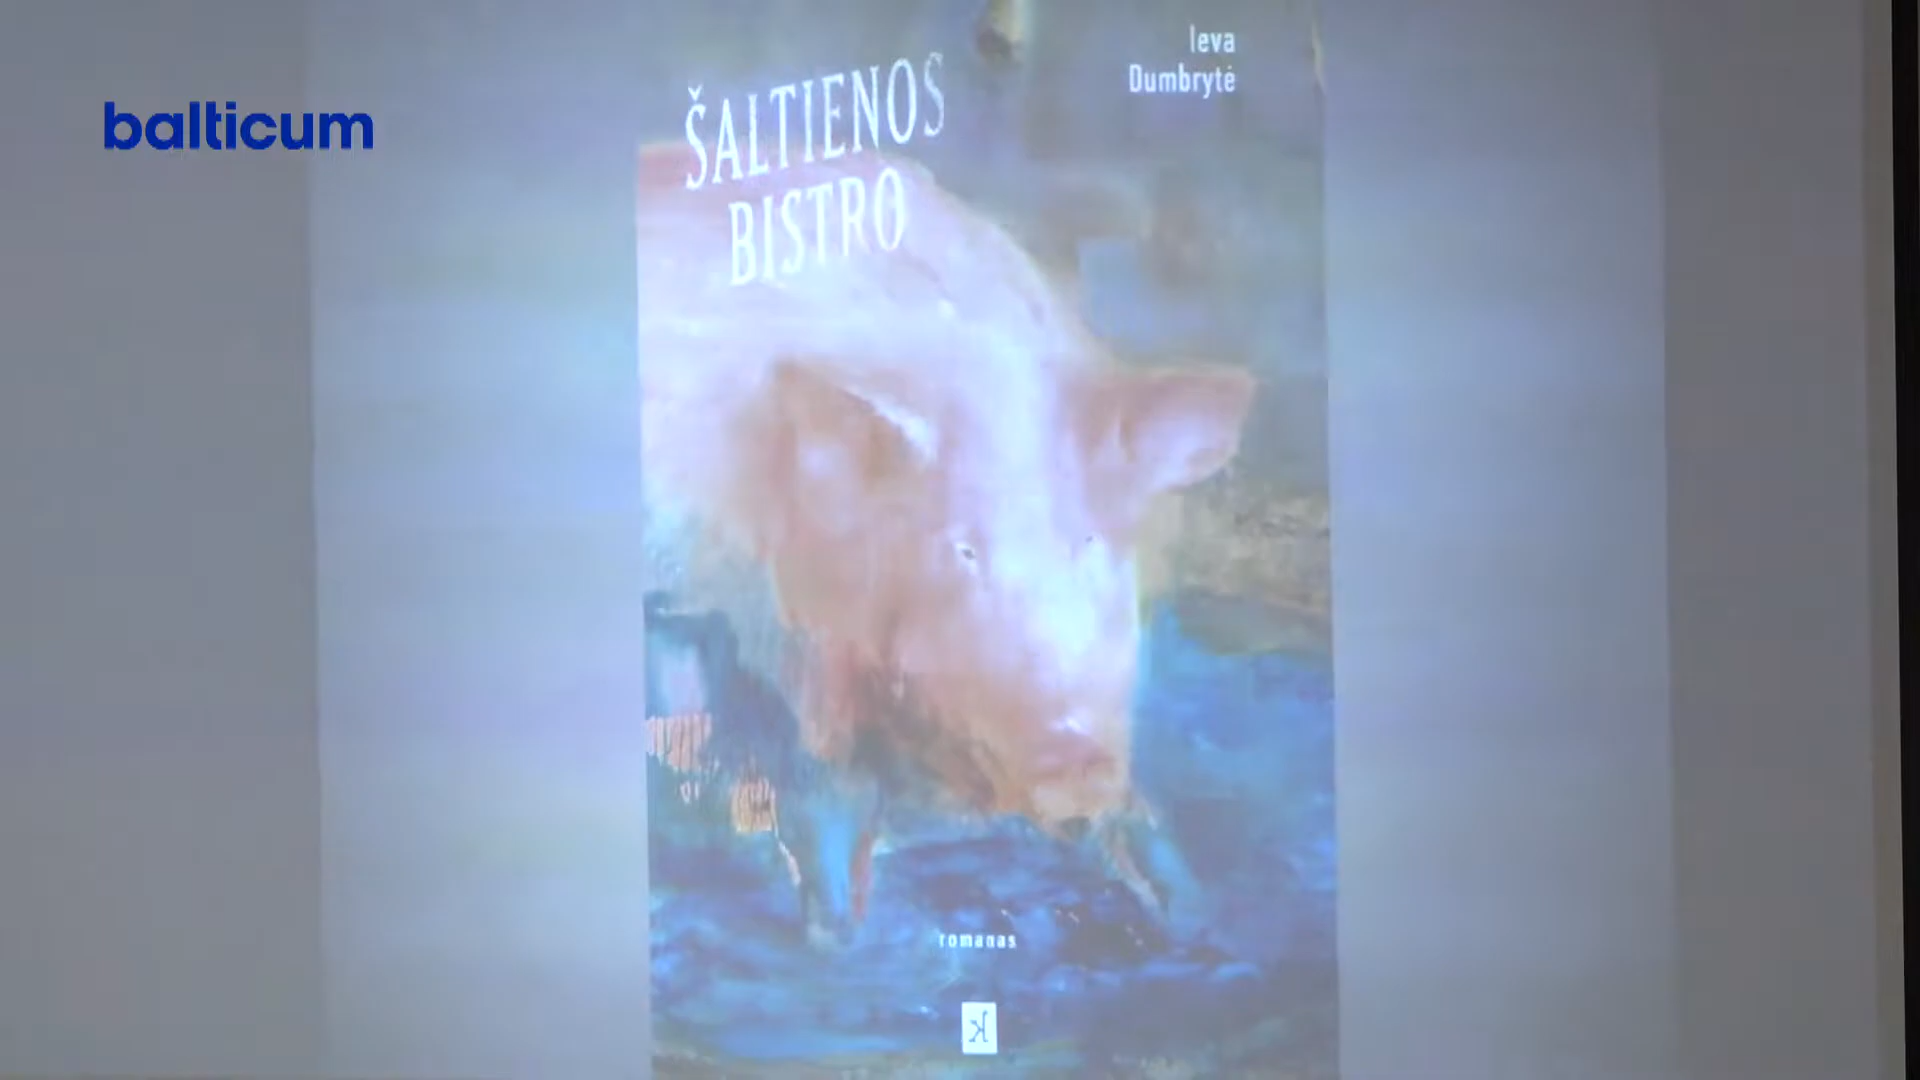 balticum
Ieva
Dumbrytė
ŠALTIENOS
BISTRO
romanas